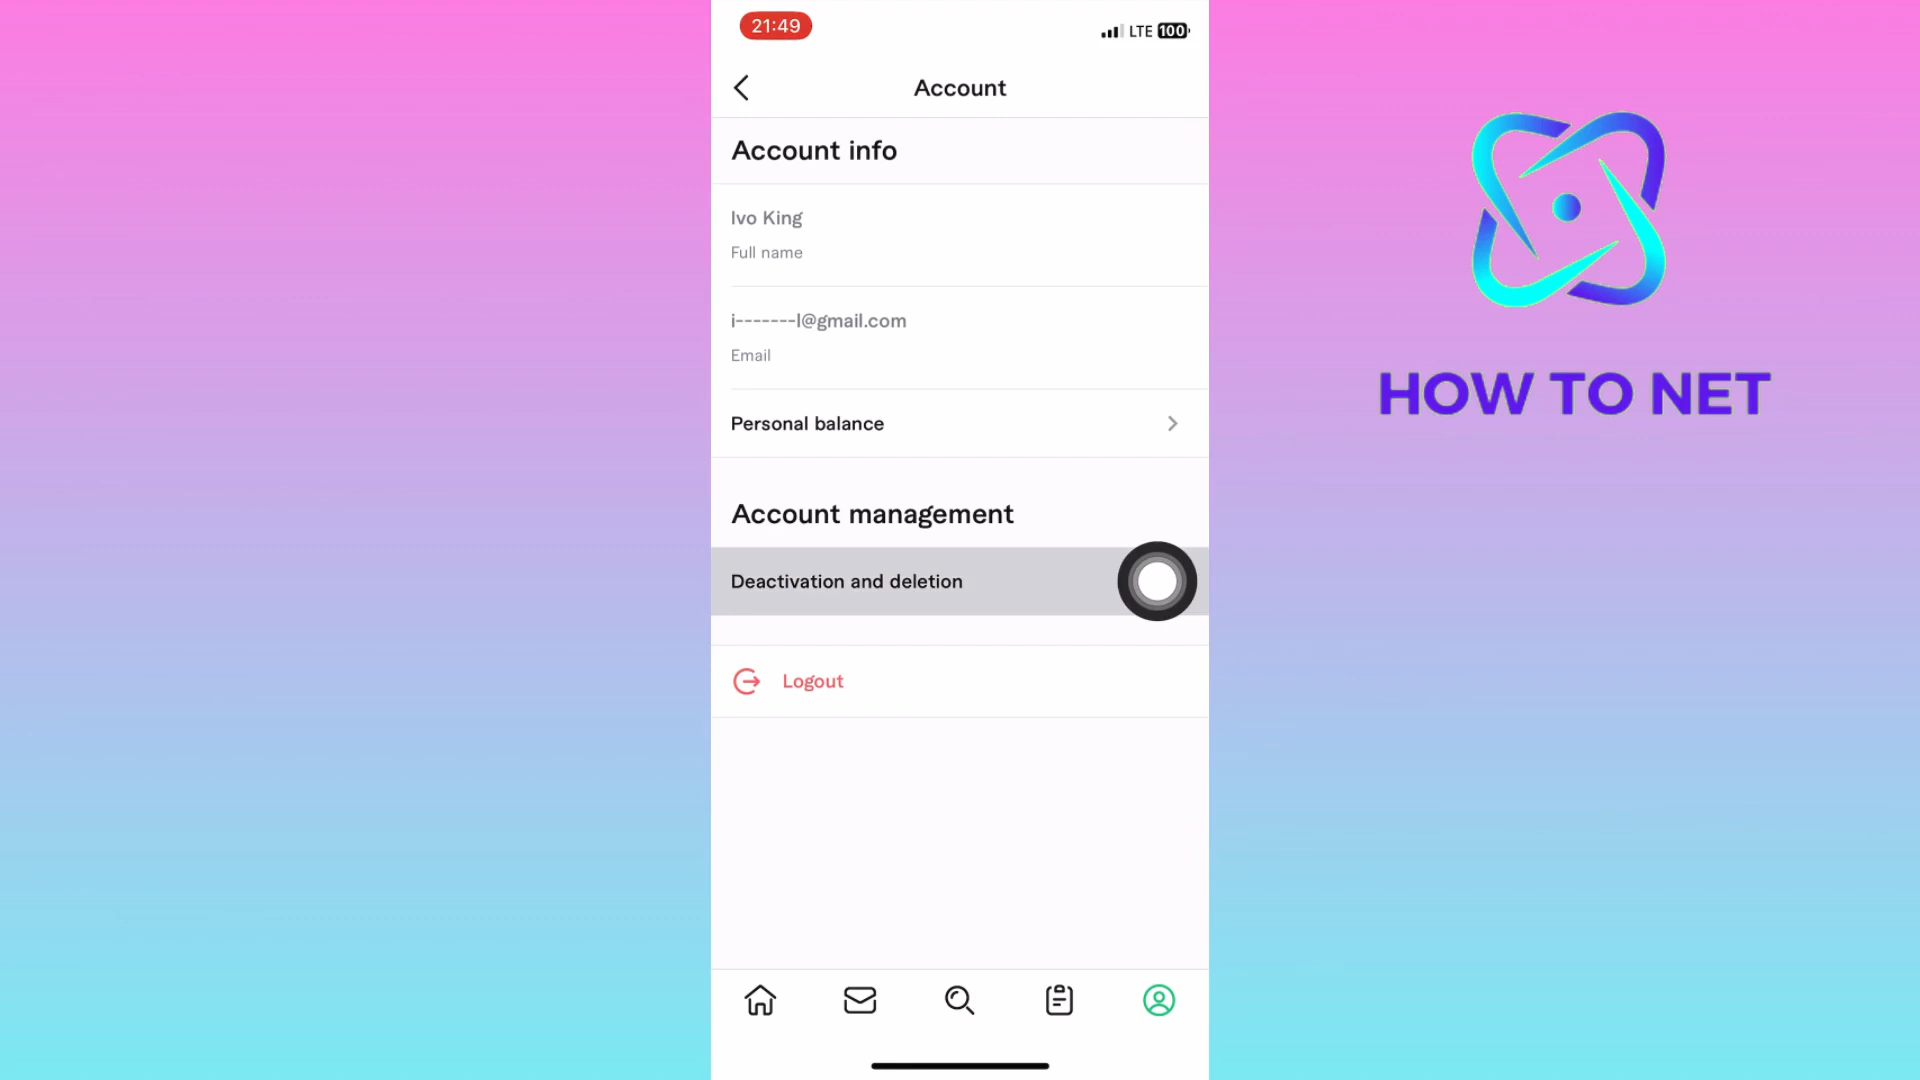 21:49
LTE 100
Account
Account info
Ivo King
Full name
i-------l@gmail.com
Email
Personal balance
Account management
Deactivation and deletion
Logout
HOW TO NET